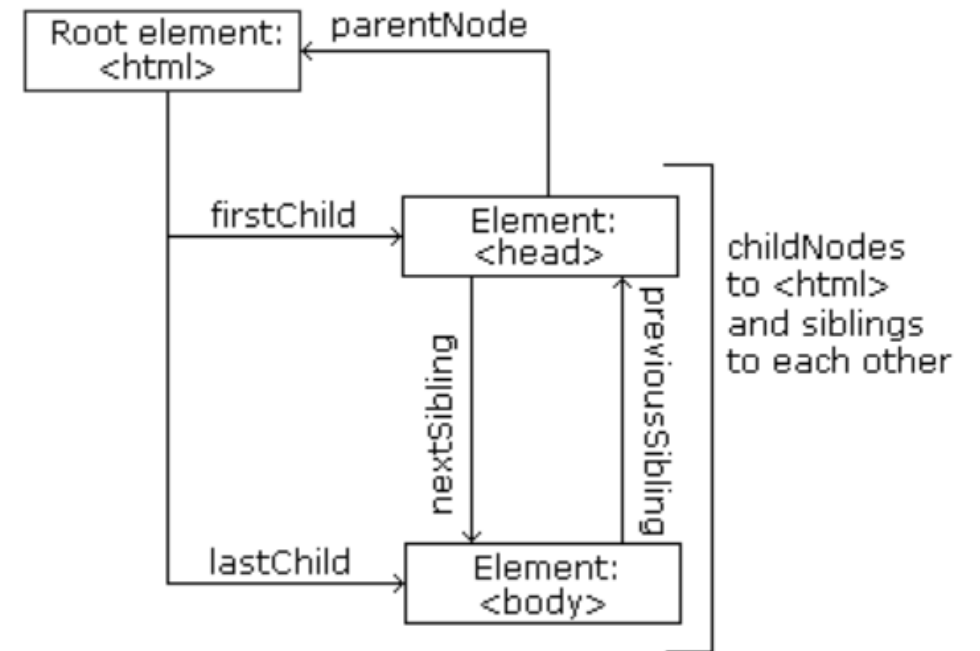 Root element:
<html>
parentNode
firstChild
Element:
<head>
childNodes
to <html>
and siblings
to each other
nextSibling
previousSibling
lastChild
Element:
<body>